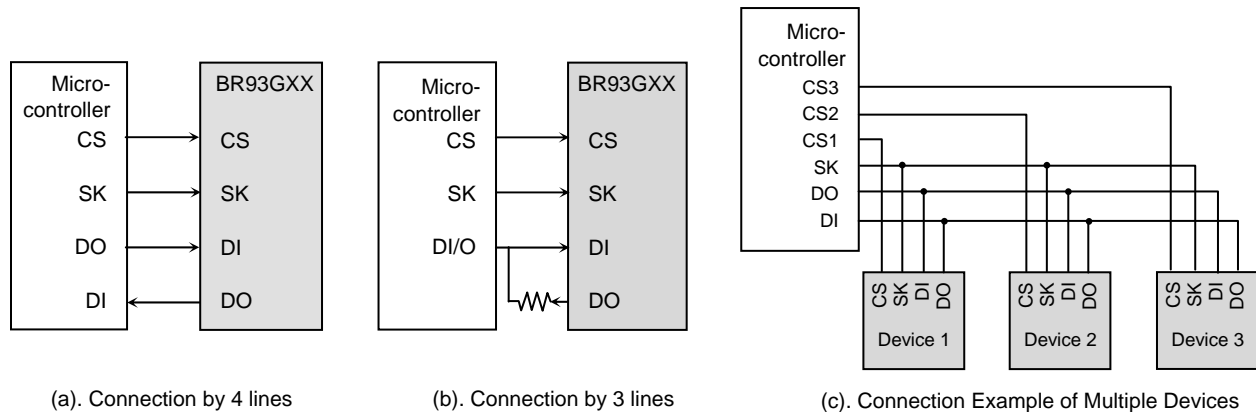 Micro-
controller
CS
SK
DO
DI
BR93GXX
CS
SK
DI
DO
(a). Connection by 4 lines
Micro-
controller
CS
SK
DI/O
BR93GXX
CS
SK
DI
DO
(b). Connection by 3 lines
Micro-
controller
CS3
CS2
CS1
SK
DO
DI
CS
SK
DI
DO
Device 1
CS
SK
DI
DO
Device 2
CS
SK
DI
DO
Device 3
(c). Connection Example of Multiple Devices